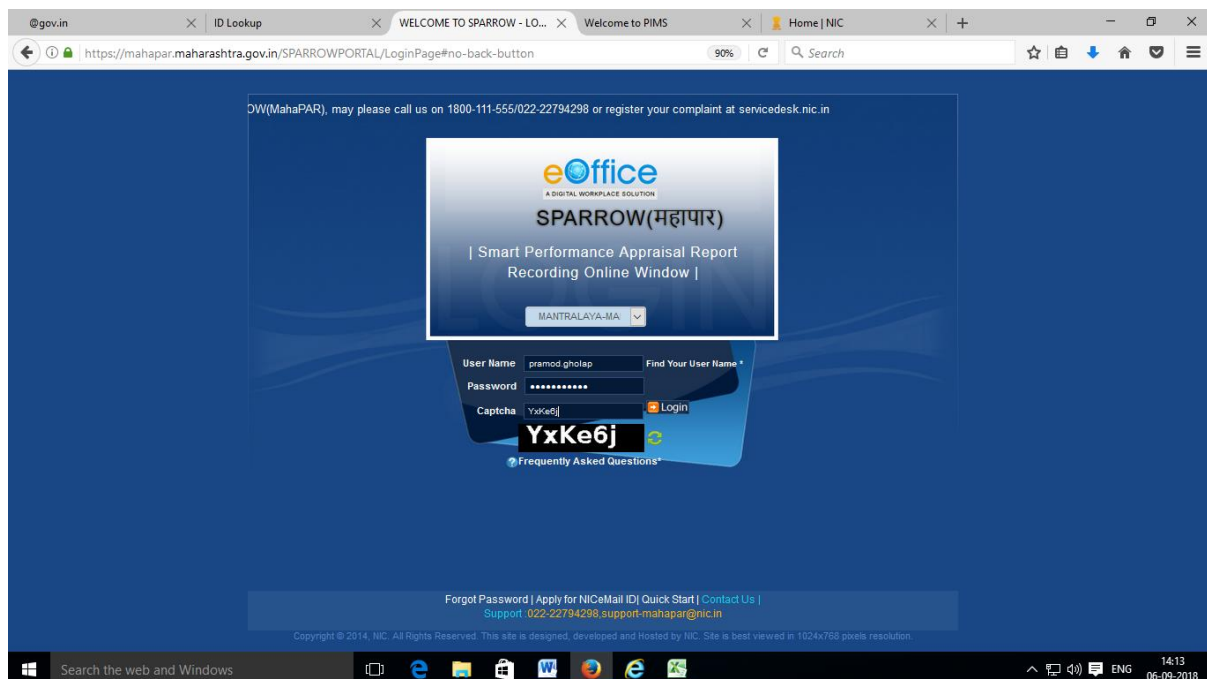 @gov.in
ID Lookup
WELCOME TO SPARROW - LO...
Welcome to PIMS
Home | NIC
https://mahapar.maharashtra.gov.in/SPARROWPORTAL/LoginPage#no-back-button
90%
Search
OW(MahaPAR), may please call us on 1800-111-555/022-22794298 or register your complaint at servicedesk.nic.in
eOffice
A DIGITAL WORKPLACE SOLUTION
SPARROW(महापार)
| Smart Performance Appraisal Report
Recording Online Window |
LOGIN
MANTRALAYA-MA
User Name pramod.gholap Find Your User Name *
Password •••••••••••
Captcha YxKe6j Login
YxKe6j
Frequently Asked Questions*
Forgot Password | Apply for NICeMail ID| Quick Start | Contact Us |
Support :022-22794298,support-mahapar@nic.in
Copyright © 2014, NIC. All Rights Reserved. This site is designed, developed and Hosted by NIC. Site is best viewed in 1024x768 pixels resolution.
Search the web and Windows
ENG
14:13
06-09-2018